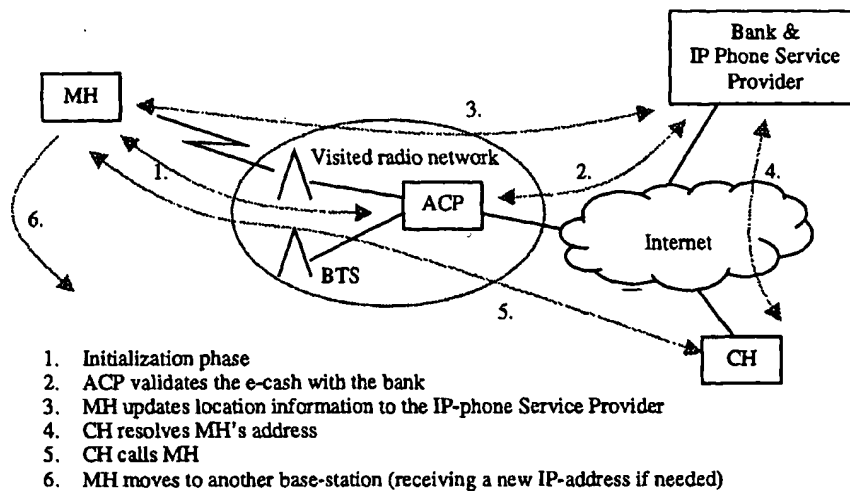 Bank &
IP Phone Service
Provider
MH
3.
Visited radio network
1.
2.
4.
ACP
6.
Internet
BTS
5.
CH
1. Initialization phase
2. ACP validates the e-cash with the bank
3. MH updates location information to the IP-phone Service Provider
4. CH resolves MH's address
5. CH calls MH
6. MH moves to another base-station (receiving a new IP-address if needed)